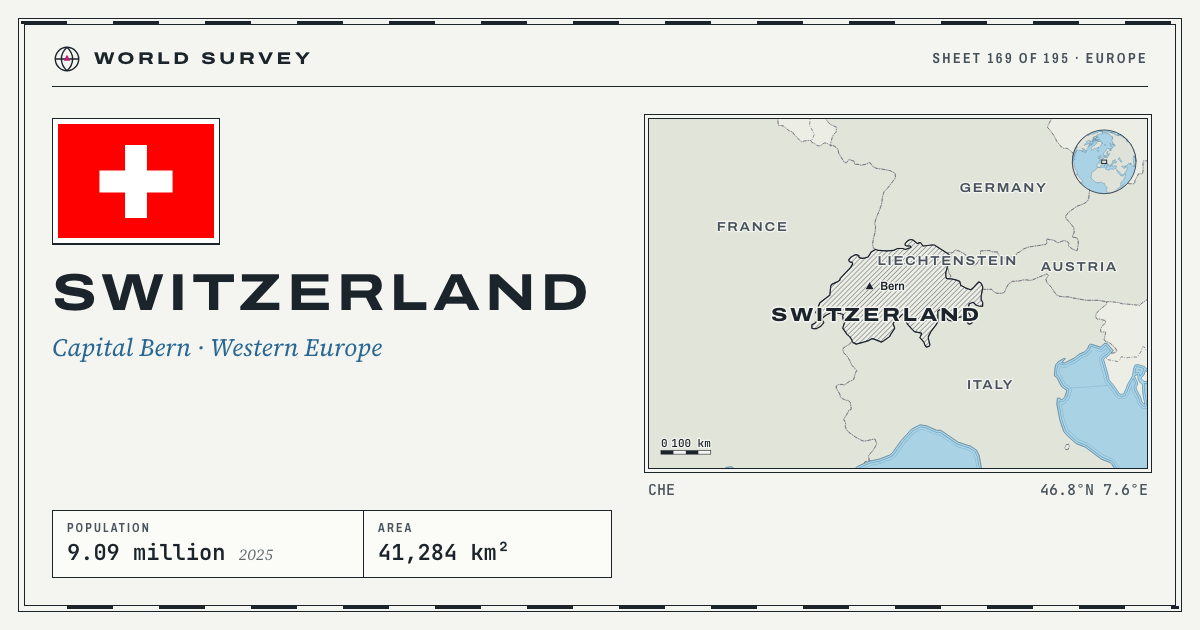 WORLD SURVEY
SHEET 169 OF 195 · EUROPE
SWITZERLAND
Capital Bern · Western Europe
GERMANY
FRANCE
LIECHTENSTEIN
AUSTRIA
Bern
SWITZERLAND
ITALY
0 100 km
CHE
46.8°N 7.6°E
POPULATION
9.09 million 2025
AREA
41,284 km²